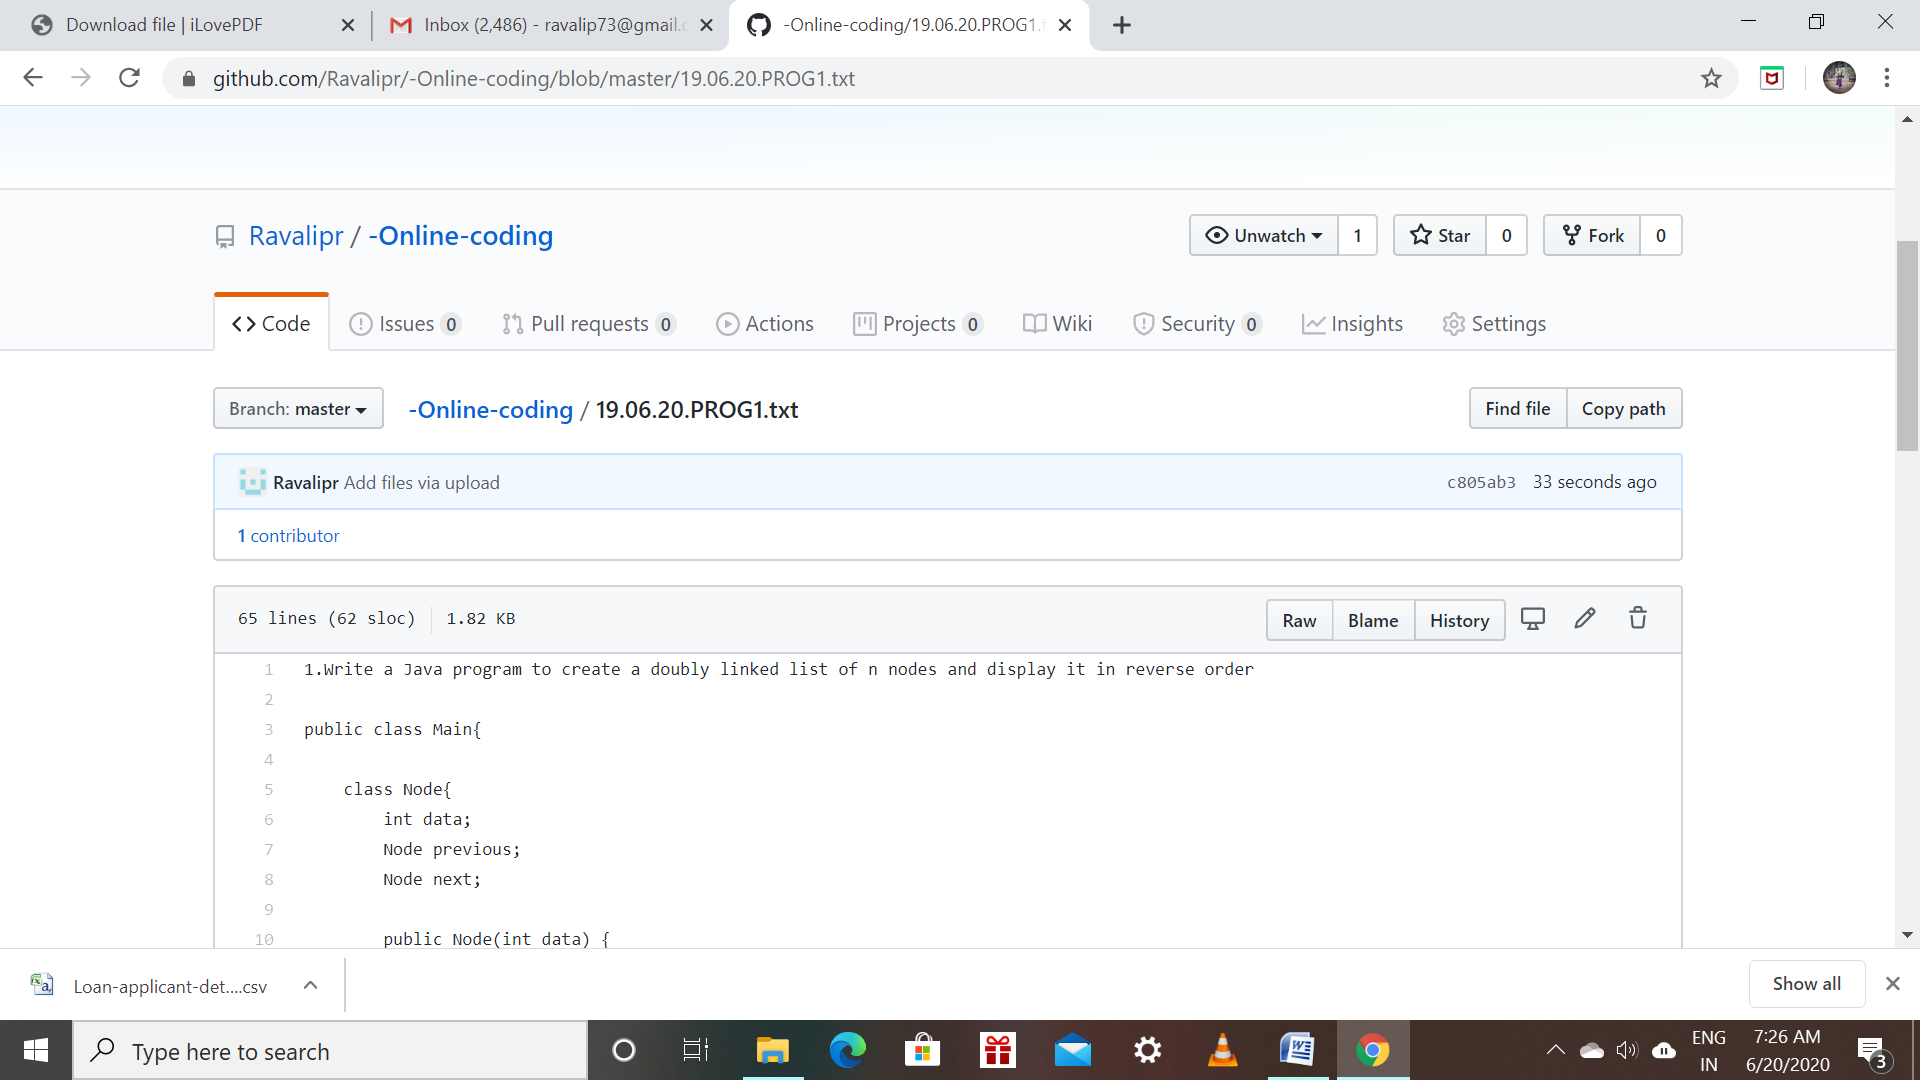 Download file | iLovePDF
Inbox (2,486) - ravalip73@gmail.c
-Online-coding/19.06.20.PROG1.t
github.com/Ravalipr/-Online-coding/blob/master/19.06.20.PROG1.txt
Ravalipr / -Online-coding
Unwatch 1
Star 0
Fork 0
Code
Issues 0
Pull requests 0
Actions
Projects 0
Wiki
Security 0
Insights
Settings
Branch: master
-Online-coding / 19.06.20.PROG1.txt
Find file
Copy path
Ravalipr Add files via upload
c805ab3 33 seconds ago
1 contributor
65 lines (62 sloc) 1.82 KB
Raw
Blame
History
1 1.Write a Java program to create a doubly linked list of n nodes and display it in reverse order
2
3 public class Main{
4
5 class Node{
6 int data;
7 Node previous;
8 Node next;
9
10 public Node(int data) {
Loan-applicant-det....csv
Show all
Type here to search
ENG
IN
7:26 AM
6/20/2020
3